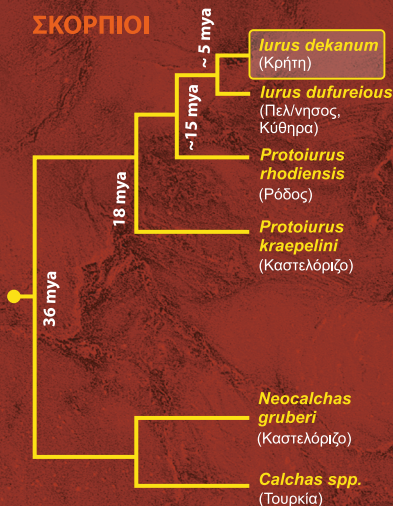 ΣΚΟΡΠΙΟΙ
~ 5 mya
Iurus dekanum
(Κρήτη)
Iurus dufureious
(Πελ/νησος,
Κύθηρα)
~15 mya
Protoiurus
rhodiensis
(Ρόδος)
18 mya
Protoiurus
kraepelini
(Καστελόριζο)
36 mya
Neocalchas
gruberi
(Καστελόριζο)
Calchas spp.
(Τουρκία)